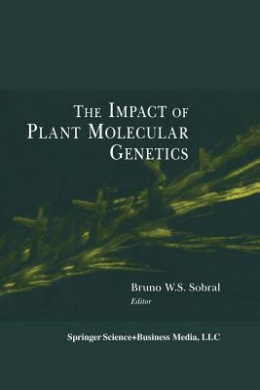 THE IMPACT OF
PLANT MOLECULAR
GENETICS
Bruno W.S. Sobral
Editor
Springer Science+Business Media, LLC